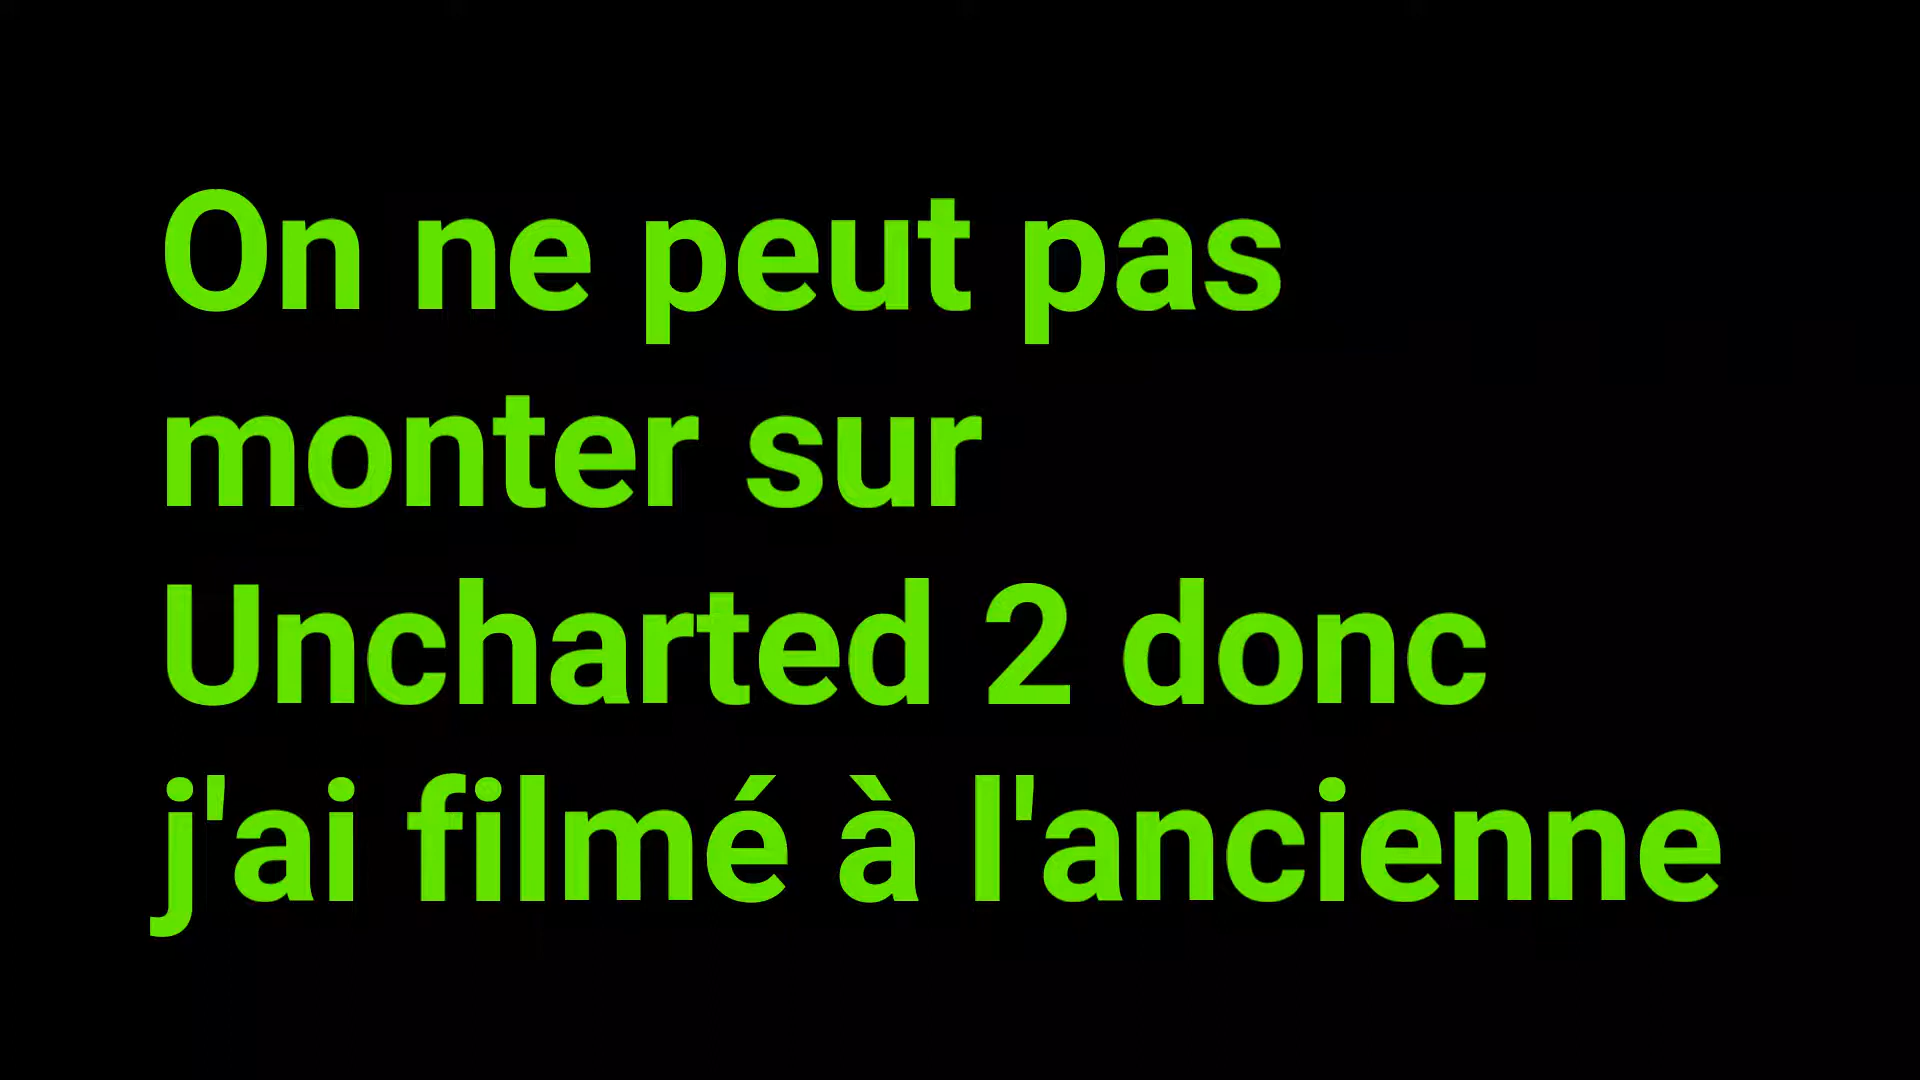 On ne peut pas
monter sur
Uncharted 2 donc
j'ai filmé à l'ancienne